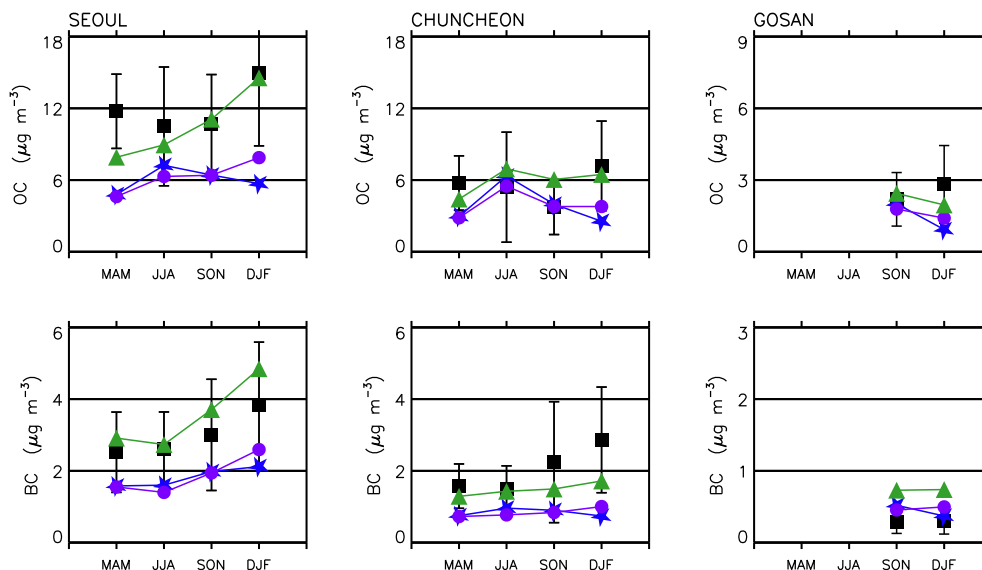 SEOUL
CHUNCHEON
GOSAN
18
12
6
0
OC (μg m⁻³)
MAM JJA SON DJF
18
12
6
0
OC (μg m⁻³)
MAM JJA SON DJF
9
6
3
0
OC (μg m⁻³)
MAM JJA SON DJF
6
4
2
0
BC (μg m⁻³)
MAM JJA SON DJF
6
4
2
0
BC (μg m⁻³)
MAM JJA SON DJF
3
2
1
0
BC (μg m⁻³)
MAM JJA SON DJF